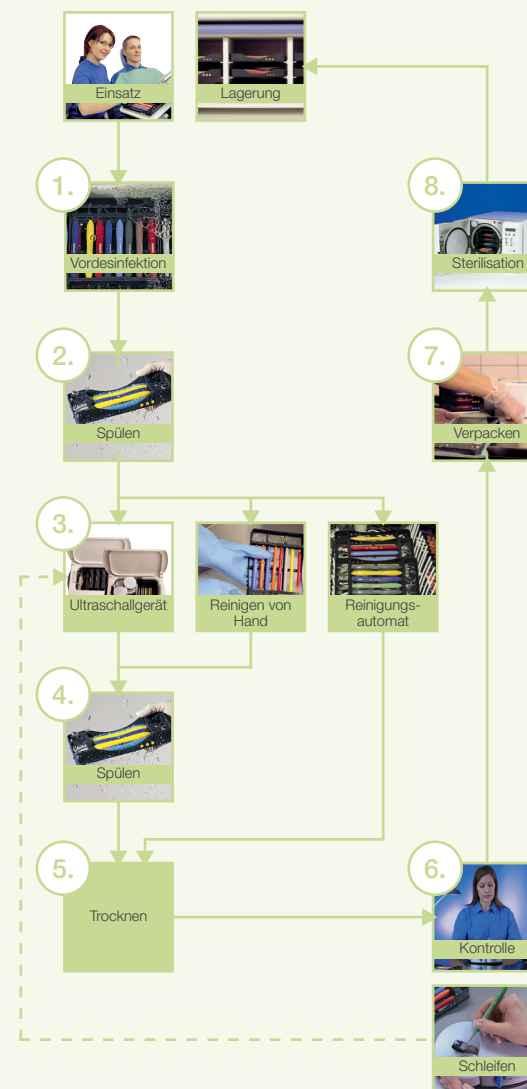 Einsatz
Lagerung
1.
Vordesinfektion
2.
Spülen
3.
Ultraschallgerät
Reinigen von
Hand
Reinigungs-
automat
4.
Spülen
5.
Trocknen
6.
Kontrolle
Schleifen
7.
Verpacken
8.
Sterilisation